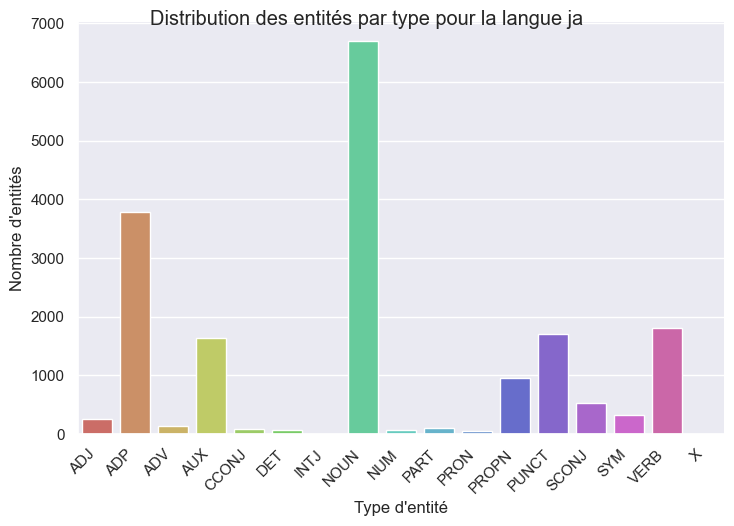 Distribution des entités par type pour la langue ja
Nombre d'entités
7000
6000
5000
4000
3000
2000
1000
0
ADJ
ADP
ADV
AUX
CCONJ
DET
INTJ
NOUN
NUM
PART
PRON
PROPN
PUNCT
SCONJ
SYM
VERB
X
Type d'entité